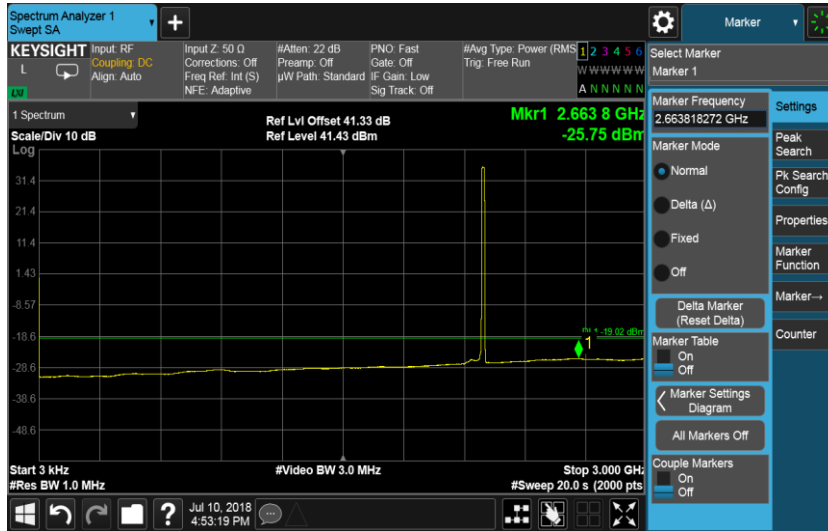 Spectrum Analyzer 1
Swept SA
Marker
KEYSIGHT
L
LXI
Input: RF
Coupling: DC
Align: Auto
Input Z: 50 Ω
Corrections: Off
Freq Ref: Int (S)
NFE: Adaptive
#Atten: 22 dB
Preamp: Off
µW Path: Standard
PNO: Fast
Gate: Off
IF Gain: Low
Sig Track: Off
#Avg Type: Power (RMS
Trig: Free Run
1 2 3 4 5 6
W W W W W W
A N N N N N
Select Marker
Marker 1
1 Spectrum
Scale/Div 10 dB
Log
Ref Lvl Offset 41.33 dB
Ref Level 41.43 dBm
Mkr1 2.663 8 GHz
-25.75 dBm
31.4
21.4
11.4
1.43
-8.57
-18.6
-28.6
-38.6
-48.6
DL1 -19.02 dBm
1
Start 3 kHz
#Res BW 1.0 MHz
#Video BW 3.0 MHz
Stop 3.000 GHz
#Sweep 20.0 s (2000 pts
Marker Frequency
2.663818272 GHz
Marker Mode
Normal
Delta (Δ)
Fixed
Off
Delta Marker
(Reset Delta)
Marker Table
On
Off
Marker Settings
Diagram
All Markers Off
Couple Markers
On
Off
Settings
Peak
Search
Pk Search
Config
Properties
Marker
Function
Marker→
Counter
?
Jul 10, 2018
4:53:19 PM